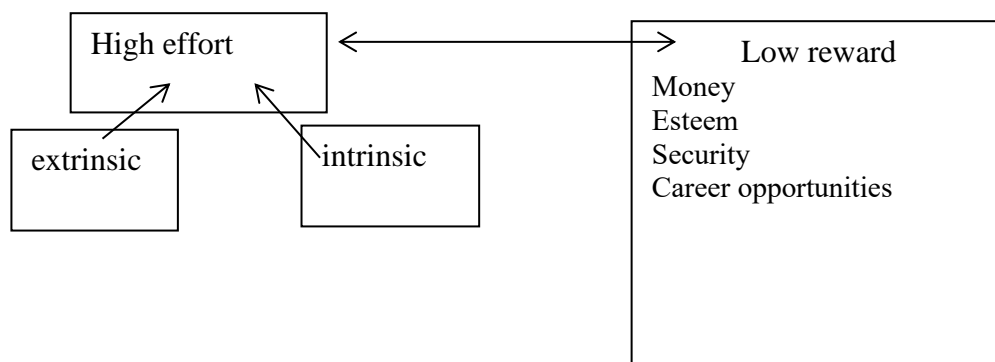 High effort
extrinsic
intrinsic
Low reward
Money
Esteem
Security
Career opportunities